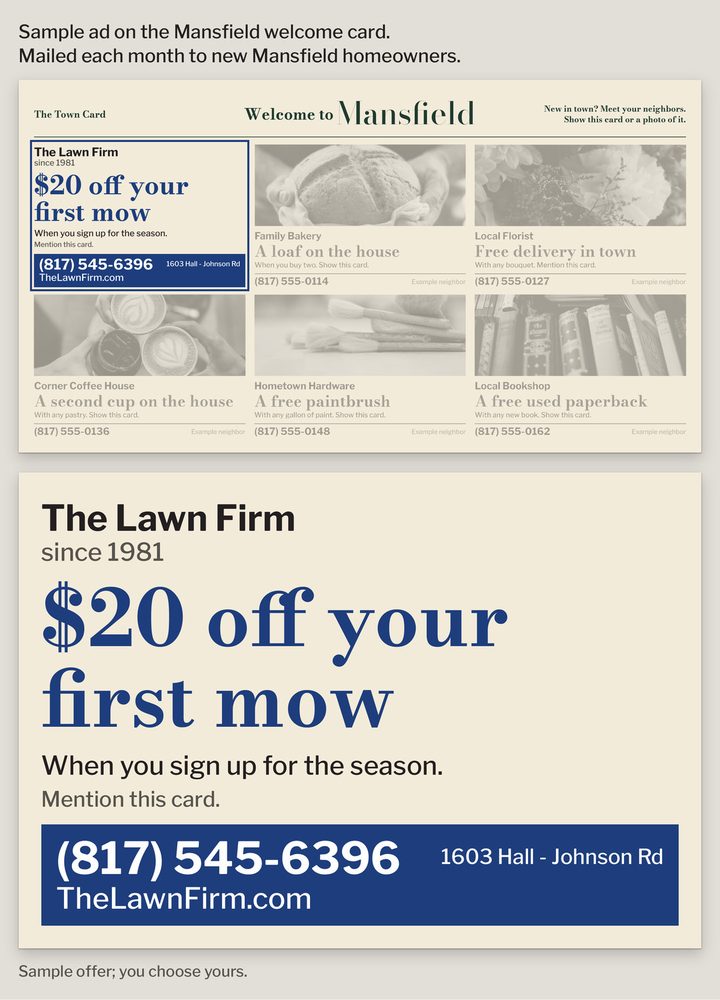 Sample ad on the Mansfield welcome card.
Mailed each month to new Mansfield homeowners.
The Town Card
Welcome to Mansfield
New in town? Meet your neighbors.
Show this card or a photo of it.
The Lawn Firm
since 1981
$20 off your
first mow
When you sign up for the season.
Mention this card.
(817) 545-6396
1603 Hall - Johnson Rd
TheLawnFirm.com
Family Bakery
A loaf on the house
When you buy two. Show this card.
(817) 555-0114
Example neighbor
Local Florist
Free delivery in town
With any bouquet. Mention this card.
(817) 555-0127
Example neighbor
Corner Coffee House
A second cup on the house
With any pastry. Show this card.
(817) 555-0136
Example neighbor
Hometown Hardware
A free paintbrush
With any gallon of paint. Show this card.
(817) 555-0148
Example neighbor
Local Bookshop
A free used paperback
With any new book. Show this card.
(817) 555-0162
Example neighbor
The Lawn Firm
since 1981
$20 off your
first mow
When you sign up for the season.
Mention this card.
(817) 545-6396
1603 Hall - Johnson Rd
TheLawnFirm.com
Sample offer; you choose yours.